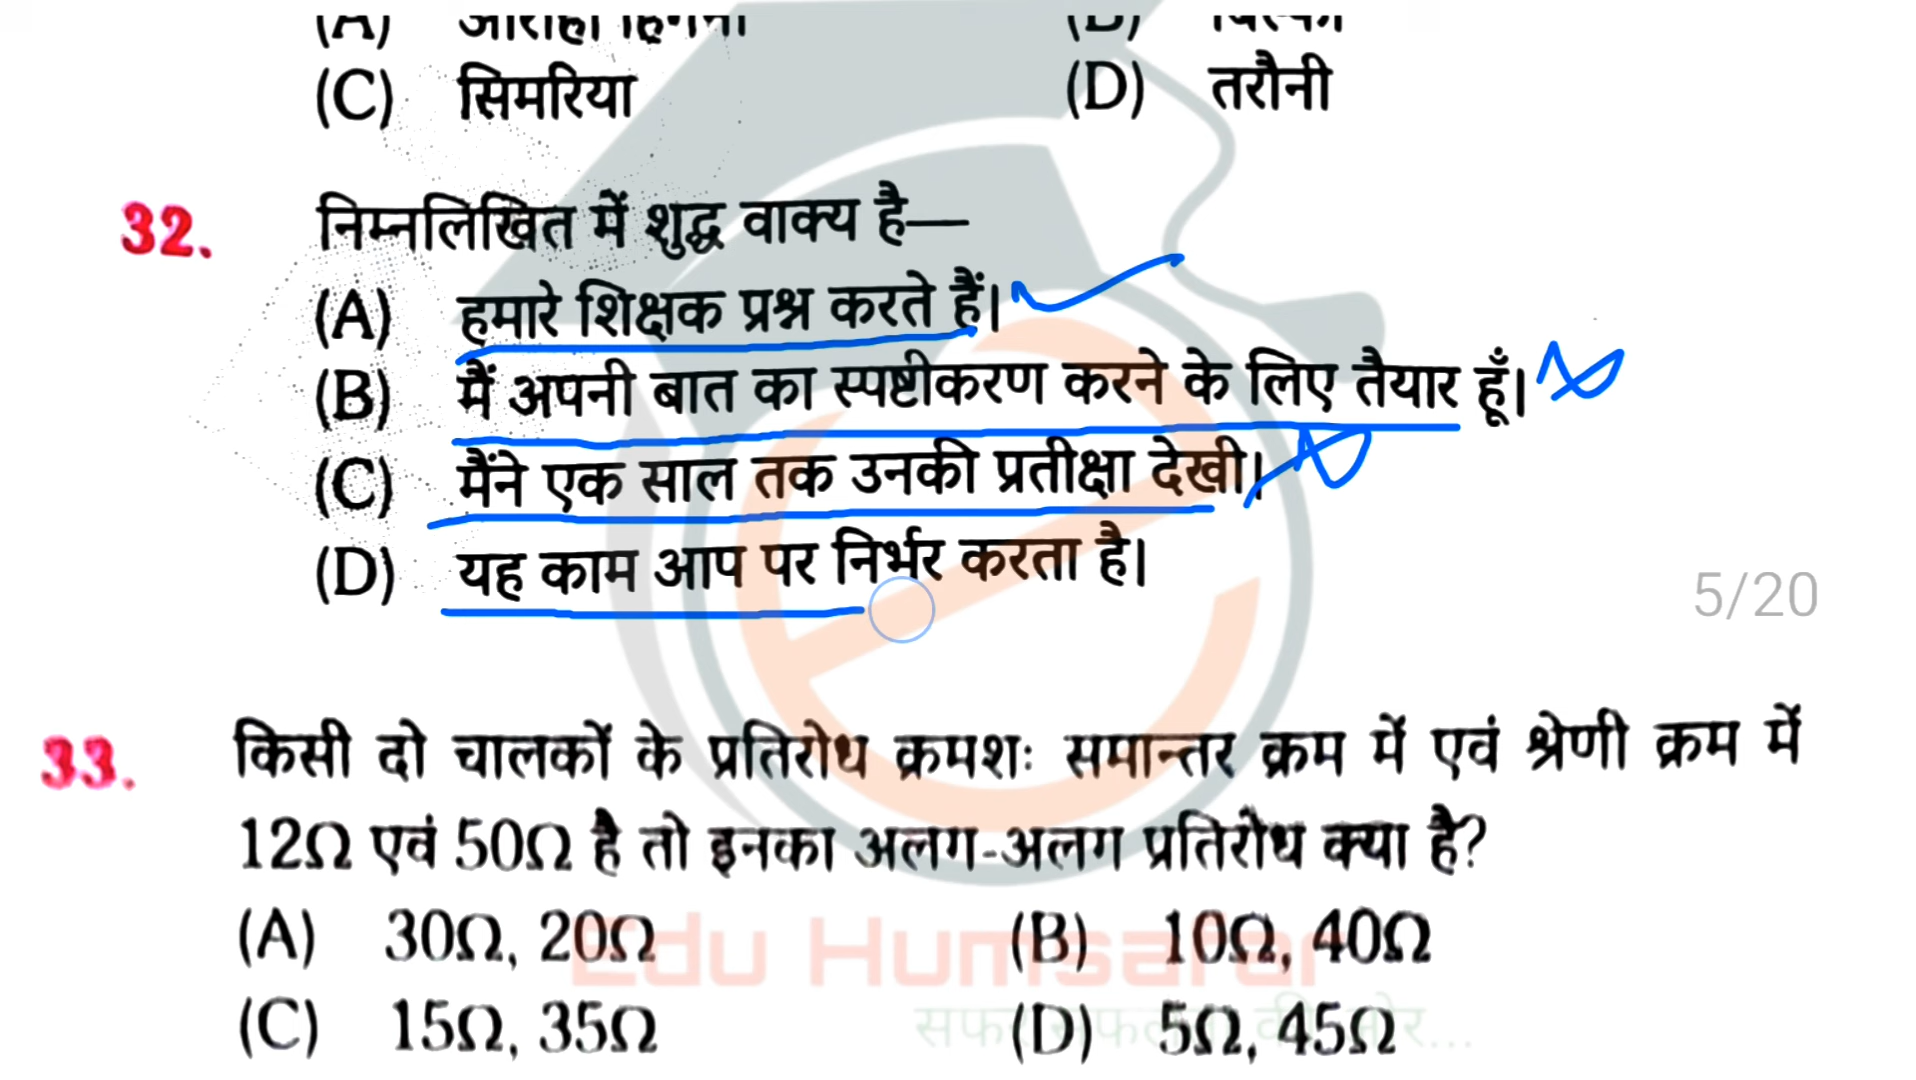 (A)
(C) सिमरिया (D) तरौनी
32. निम्नलिखित में शुद्ध वाक्य है—
(A) हमारे शिक्षक प्रश्न करते हैं।
(B) मैं अपनी बात का स्पष्टीकरण करने के लिए तैयार हूँ।
(C) मैंने एक साल तक उनकी प्रतीक्षा देखी।
(D) यह काम आप पर निर्भर करता है।
5/20
33. किसी दो चालकों के प्रतिरोध क्रमशः समान्तर क्रम में एवं श्रेणी क्रम में
12Ω एवं 50Ω है तो इनका अलग-अलग प्रतिरोध क्या है?
(A) 30Ω, 20Ω (B) 10Ω, 40Ω
(C) 15Ω, 35Ω (D) 5Ω, 45Ω
Edu Humsafar